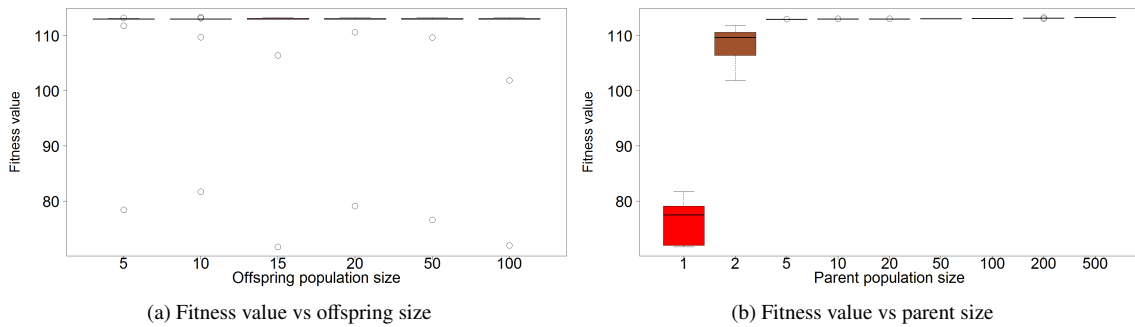 110
100
90
80
Fitness value
5 10 15 20 50 100
Offspring population size
(a) Fitness value vs offspring size
110
100
90
80
Fitness value
1 2 5 10 20 50 100 200 500
Parent population size
(b) Fitness value vs parent size